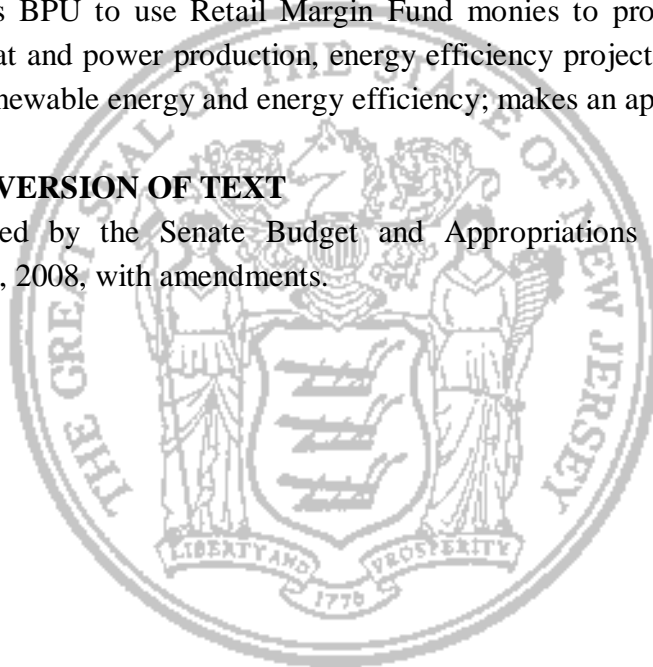 s BPU to use Retail Margin Fund monies to pro
at and power production, energy efficiency project
newable energy and energy efficiency; makes an ap
VERSION OF TEXT
ed by the Senate Budget and Appropriations
, 2008, with amendments.
THE GREAT SEAL OF THE STATE OF NEW JERSEY
LIBERTY AND PROSPERITY
1776